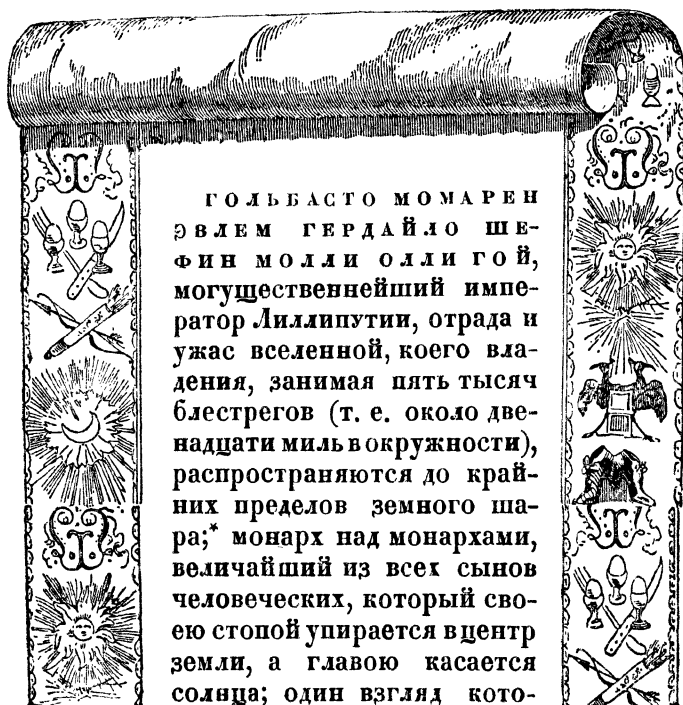 ГОЛЬБАСТО МОМАРЕН
ЭВЛЕМ ГЕРДАЙЛО ШЕ-
ФИН МОЛЛИ ОЛЛИ ГОЙ,
могущественнейший импе-
ратор Лиллипутии, отрада и
ужас вселенной, коего вла-
дения, занимая пять тысяч
блестрегов (т. е. около две-
надцати миль в окружности),
распространяются до край-
них пределов земного ша-
ра;* монарх над монархами,
величайший из всех сынов
человеческих, который сво-
ею стопой упирается в центр
земли, а главою касается
солнца; один взгляд кото-